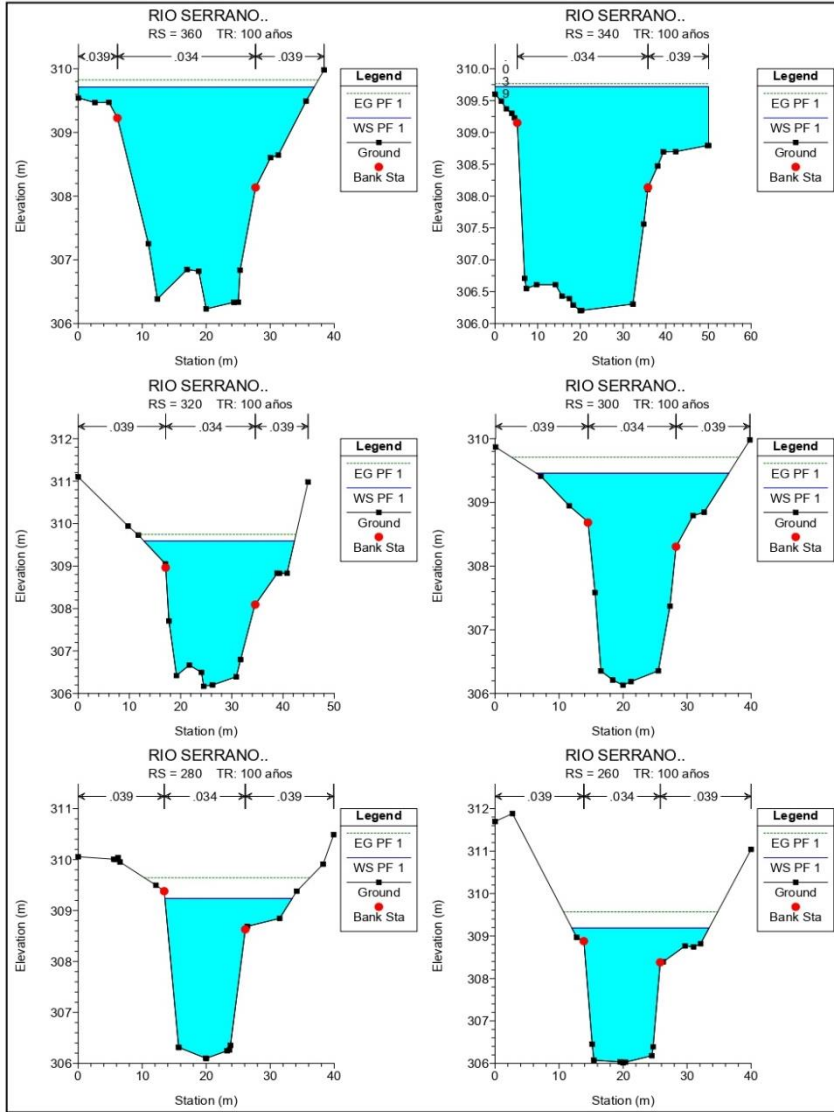 RIO SERRANO..
RS = 360 TR: 100 años
.039 .034 .039
310
309
308
307
306
0 10 20 30 40
Elevation (m)
Station (m)
Legend
EG PF 1
WS PF 1
Ground
Bank Sta
RIO SERRANO..
RS = 340 TR: 100 años
.039 .034 .039
310.0
309.5
309.0
308.5
308.0
307.5
307.0
306.5
306.0
0 10 20 30 40 50 60
Elevation (m)
Station (m)
Legend
EG PF 1
WS PF 1
Ground
Bank Sta
RIO SERRANO..
RS = 320 TR: 100 años
.039 .034 .039
312
311
310
309
308
307
306
0 10 20 30 40 50
Elevation (m)
Station (m)
Legend
EG PF 1
WS PF 1
Ground
Bank Sta
RIO SERRANO..
RS = 300 TR: 100 años
.039 .034 .039
310
309
308
307
306
0 10 20 30 40
Elevation (m)
Station (m)
Legend
EG PF 1
WS PF 1
Ground
Bank Sta
RIO SERRANO..
RS = 280 TR: 100 años
.039 .034 .039
311
310
309
308
307
306
0 10 20 30 40
Elevation (m)
Station (m)
Legend
EG PF 1
WS PF 1
Ground
Bank Sta
RIO SERRANO..
RS = 260 TR: 100 años
.039 .034 .039
312
311
310
309
308
307
306
0 10 20 30 40
Elevation (m)
Station (m)
Legend
EG PF 1
WS PF 1
Ground
Bank Sta